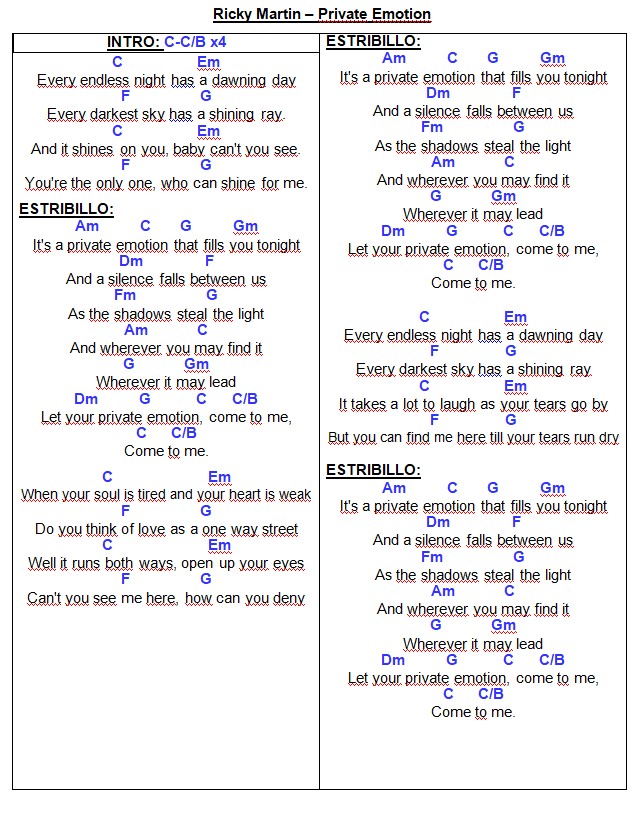 Ricky Martin – Private Emotion
INTRO: C-C/B x4
C Em
Every endless night has a dawning day
F G
Every darkest sky has a shining ray.
C Em
And it shines on you, baby can't you see.
F G
You're the only one, who can shine for me.
ESTRIBILLO:
Am C G Gm
It's a private emotion that fills you tonight
Dm F
And a silence falls between us
Fm G
As the shadows steal the light
Am C
And wherever you may find it
G Gm
Wherever it may lead
Dm G C C/B
Let your private emotion, come to me,
C C/B
Come to me.
C Em
When your soul is tired and your heart is weak
F G
Do you think of love as a one way street
C Em
Well it runs both ways, open up your eyes
F G
Can't you see me here, how can you deny
ESTRIBILLO:
Am C G Gm
It's a private emotion that fills you tonight
Dm F
And a silence falls between us
Fm G
As the shadows steal the light
Am C
And wherever you may find it
G Gm
Wherever it may lead
Dm G C C/B
Let your private emotion, come to me,
C C/B
Come to me.
C Em
Every endless night has a dawning day
F G
Every darkest sky has a shining ray
C Em
It takes a lot to laugh as your tears go by
F G
But you can find me here till your tears run dry
ESTRIBILLO:
Am C G Gm
It's a private emotion that fills you tonight
Dm F
And a silence falls between us
Fm G
As the shadows steal the light
Am C
And wherever you may find it
G Gm
Wherever it may lead
Dm G C C/B
Let your private emotion, come to me,
C C/B
Come to me.